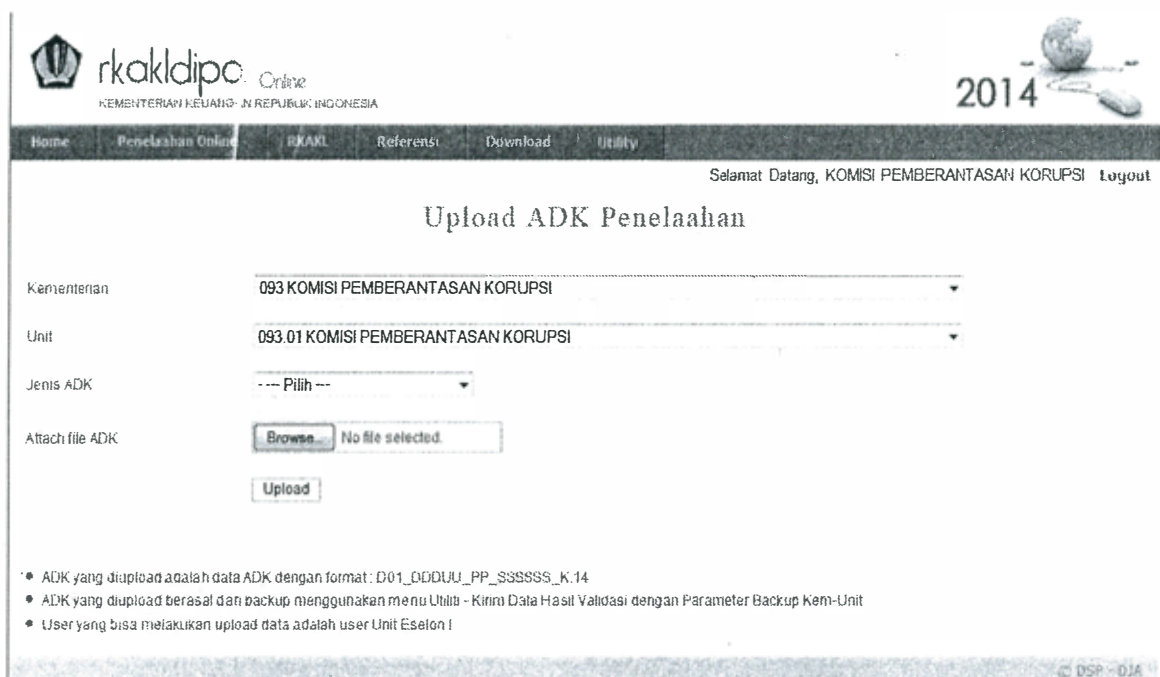 rkakldipa Online
KEMENTERIAN KEUANGAN REPUBLIK INDONESIA
2014
Home Penelaahan Online RKAKL Referensi Download Utility
Selamat Datang, KOMISI PEMBERANTASAN KORUPSI Logout
Upload ADK Penelaahan
Kementerian 093 KOMISI PEMBERANTASAN KORUPSI
Unit 093.01 KOMISI PEMBERANTASAN KORUPSI
Jenis ADK ---- Pilih ---
Attach file ADK Browse... No file selected.
Upload
• ADK yang diupload adalah data ADK dengan format : D01_DDDUU_PP_SSSSSS_K.14
• ADK yang diupload berasal dari backup menggunakan menu Utiliti - Kirim Data Hasil Validasi dengan Parameter Backup Kem-Unit
• User yang bisa melakukan upload data adalah user Unit Eselon I
© DSP - DJA